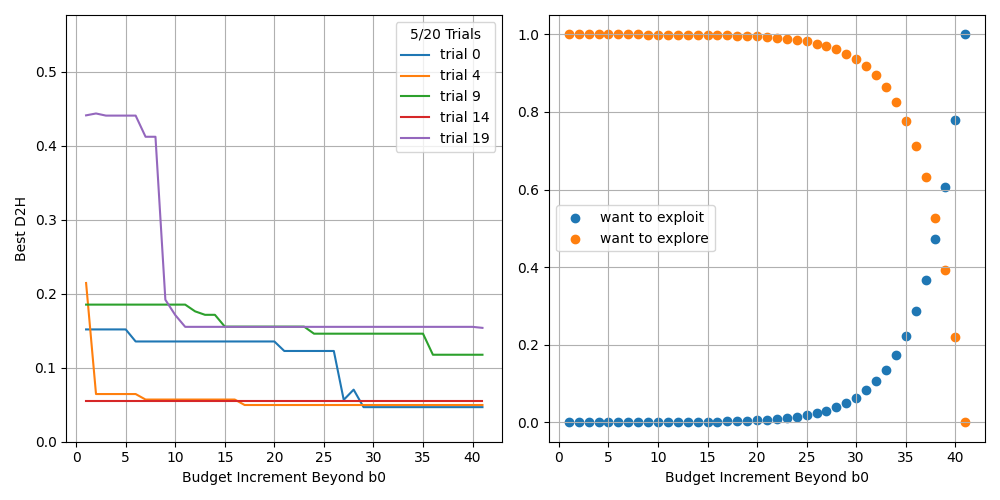 Best D2H
0.5
0.4
0.3
0.2
0.1
0.0
5/20 Trials
trial 0
trial 4
trial 9
trial 14
trial 19
0 5 10 15 20 25 30 35 40
Budget Increment Beyond b0
1.0
0.8
0.6
0.4
0.2
0.0
want to exploit
want to explore
0 5 10 15 20 25 30 35 40
Budget Increment Beyond b0